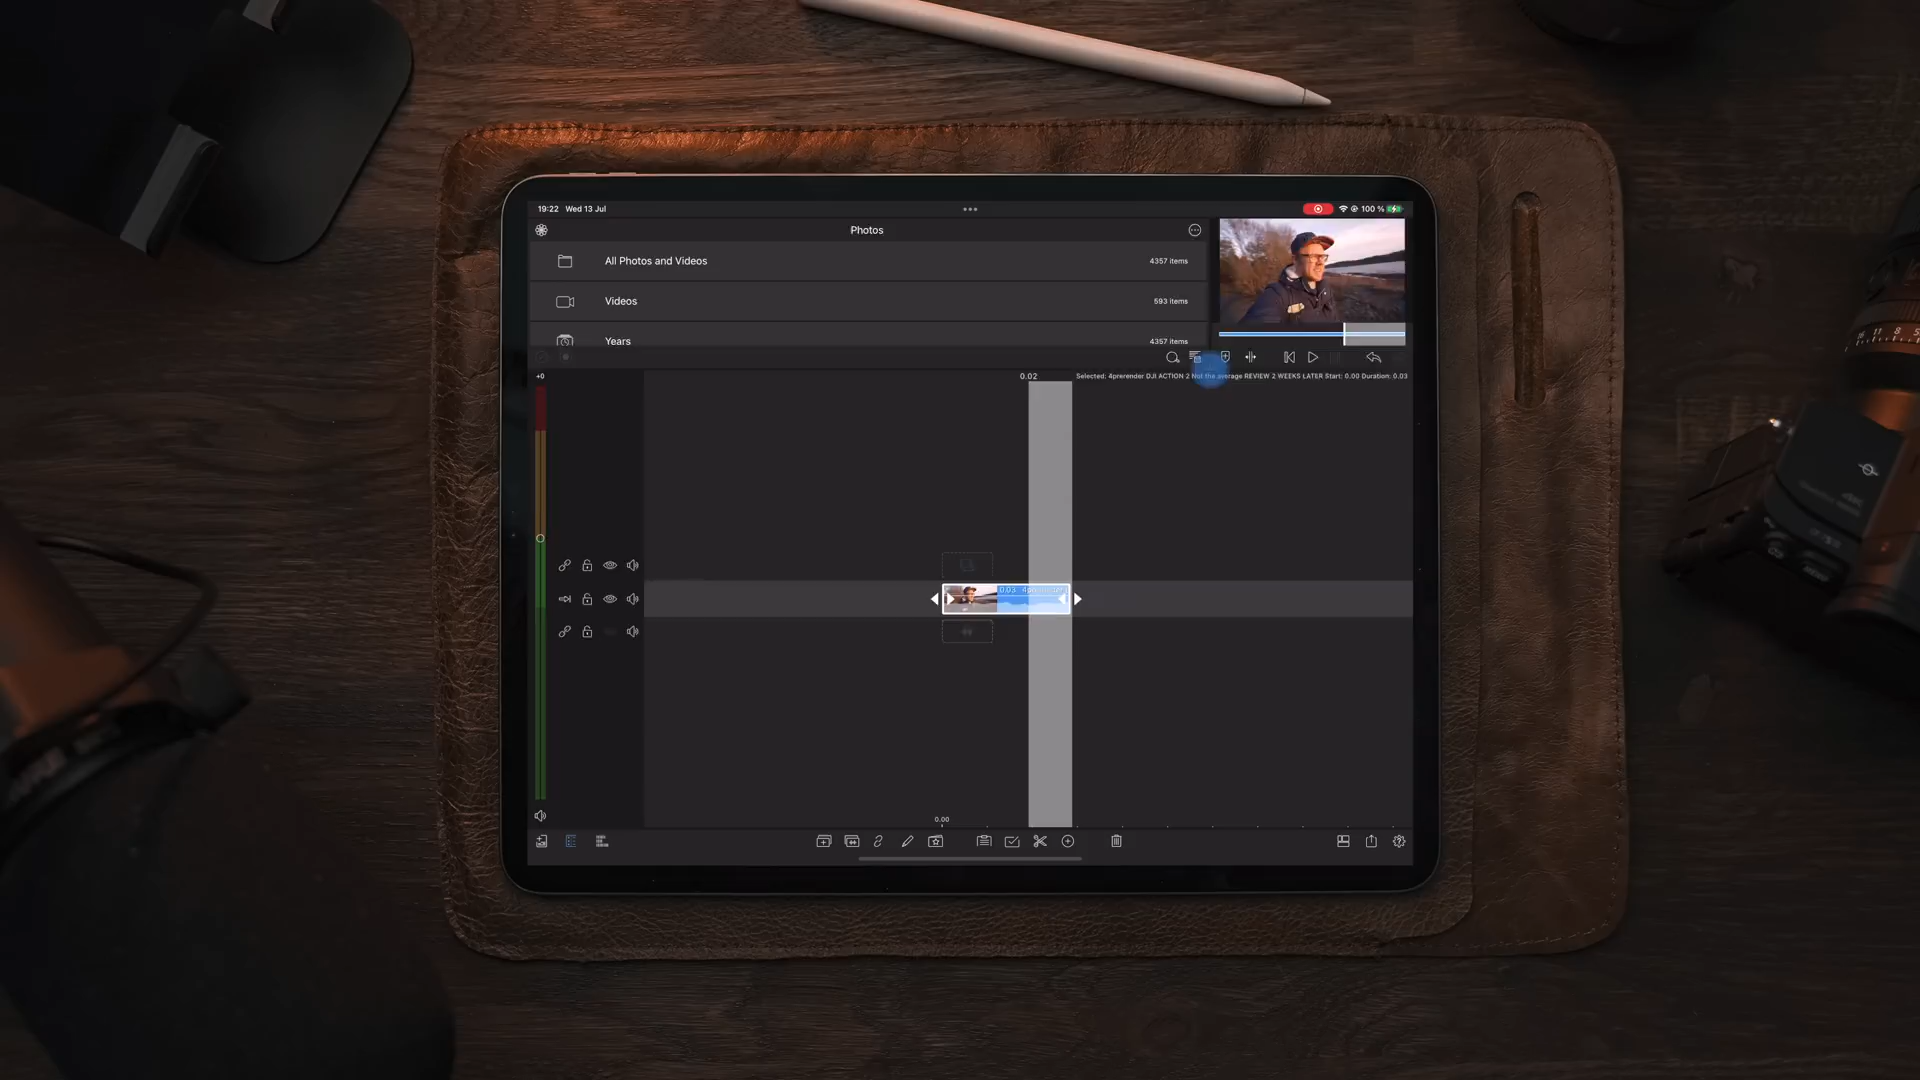 19:22 Wed 13 Jul
100 %
Photos
All Photos and Videos 4357 items
Videos 593 items
Years 4357 items
+0
0.02
Selected: 4prerender DJI ACTION 2 Not the average REVIEW 2 WEEKS LATER Start: 0.00 Duration: 0.03
0.03
0.00